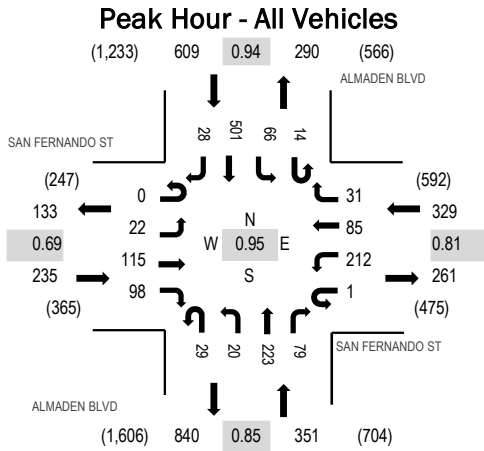 Peak Hour - All Vehicles
(1,233) 609 0.94 290 (566)
ALMADEN BLVD
SAN FERNANDO ST
28 501 66 14
(247)
133
0.69
235
(365)
0
22
115
98
N
W 0.95 E
S
31
85
212
1
(592)
329
0.81
261
(475)
29 20 223 79
SAN FERNANDO ST
ALMADEN BLVD
(1,606) 840 0.85 351 (704)